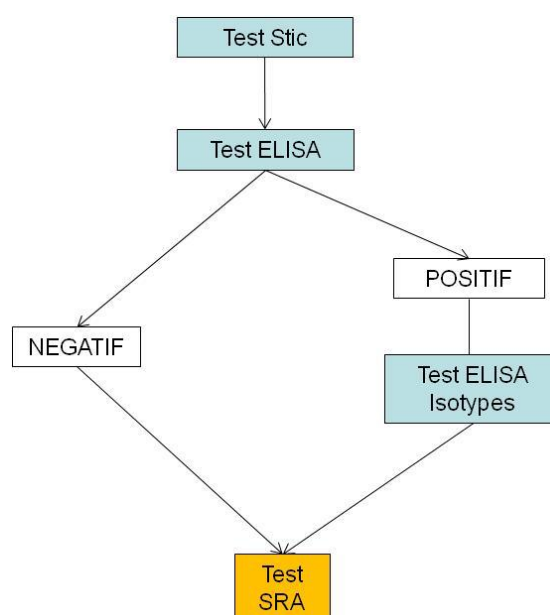 Test Stic
Test ELISA
POSITIF
NEGATIF
Test ELISA
Isotypes
Test
SRA